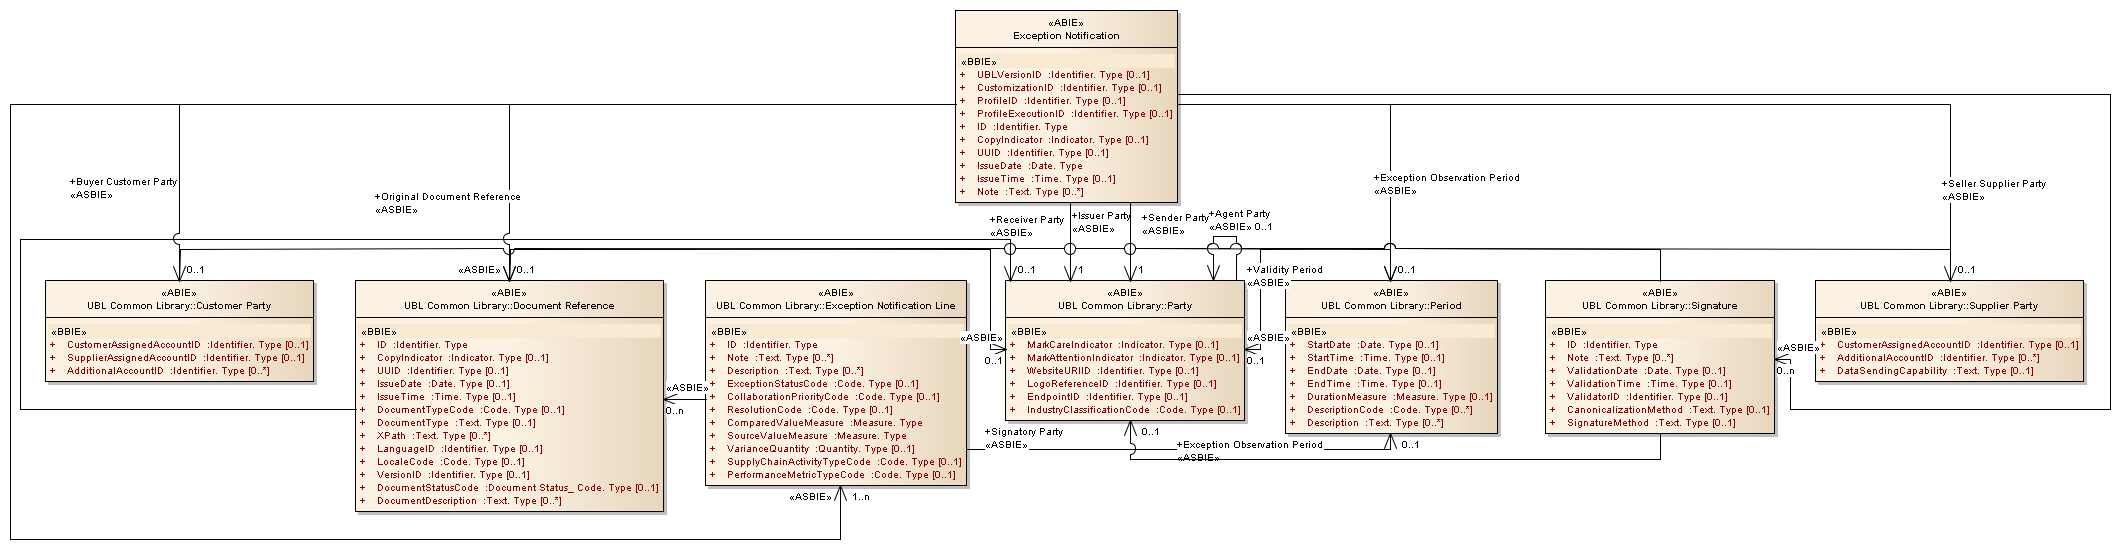 «ABIE»
Exception Notification
«BBIE»
+ UBLVersionID :Identifier. Type [0..1]
+ CustomizationID :Identifier. Type [0..1]
+ ProfileID :Identifier. Type [0..1]
+ ProfileExecutionID :Identifier. Type [0..1]
+ ID :Identifier. Type
+ CopyIndicator :Indicator. Type [0..1]
+ UUID :Identifier. Type [0..1]
+ IssueDate :Date. Type
+ IssueTime :Time. Type [0..1]
+ Note :Text. Type [0..*]
+Buyer Customer Party
«ASBIE»
0..1
+Original Document Reference
«ASBIE»
«ASBIE»
0..1
+Receiver Party
«ASBIE»
0..1
+Issuer Party
«ASBIE»
1
+Sender Party
«ASBIE»
1
+Agent Party
«ASBIE» 0..1
+Exception Observation Period
«ASBIE»
0..1
+Validity Period
«ASBIE»
+Seller Supplier Party
«ASBIE»
0..1
«ABIE»
UBL Common Library::Customer Party
«BBIE»
+ CustomerAssignedAccountID :Identifier. Type [0..1]
+ SupplierAssignedAccountID :Identifier. Type [0..1]
+ AdditionalAccountID :Identifier. Type [0..*]
«ABIE»
UBL Common Library::Document Reference
«BBIE»
+ ID :Identifier. Type
+ CopyIndicator :Indicator. Type [0..1]
+ UUID :Identifier. Type [0..1]
+ IssueDate :Date. Type [0..1]
+ IssueTime :Time. Type [0..1]
+ DocumentTypeCode :Code. Type [0..1]
+ DocumentType :Text. Type [0..1]
+ XPath :Text. Type [0..*]
+ LanguageID :Identifier. Type [0..1]
+ LocaleCode :Code. Type [0..1]
+ VersionID :Identifier. Type [0..1]
+ DocumentStatusCode :Document Status_ Code. Type [0..1]
+ DocumentDescription :Text. Type [0..*]
«ASBIE»
0..n
«ABIE»
UBL Common Library::Exception Notification Line
«BBIE»
+ ID :Identifier. Type
+ Note :Text. Type [0..*]
+ Description :Text. Type [0..*]
+ ExceptionStatusCode :Code. Type [0..1]
+ CollaborationPriorityCode :Code. Type [0..1]
+ ResolutionCode :Code. Type [0..1]
+ ComparedValueMeasure :Measure. Type
+ SourceValueMeasure :Measure. Type
+ VarianceQuantity :Quantity. Type [0..1]
+ SupplyChainActivityTypeCode :Code. Type [0..1]
+ PerformanceMetricTypeCode :Code. Type [0..1]
«ASBIE»
1..n
«ASBIE»
0..1
«ABIE»
UBL Common Library::Party
«BBIE»
+ MarkCareIndicator :Indicator. Type [0..1]
+ MarkAttentionIndicator :Indicator. Type [0..1]
+ WebsiteURIID :Identifier. Type [0..1]
+ LogoReferenceID :Identifier. Type [0..1]
+ EndpointID :Identifier. Type [0..1]
+ IndustryClassificationCode :Code. Type [0..1]
«ASBIE»
0..1
+Signatory Party
«ASBIE»
0..1
+Exception Observation Period
«ASBIE»
0..1
«ABIE»
UBL Common Library::Period
«BBIE»
+ StartDate :Date. Type [0..1]
+ StartTime :Time. Type [0..1]
+ EndDate :Date. Type [0..1]
+ EndTime :Time. Type [0..1]
+ DurationMeasure :Measure. Type [0..1]
+ DescriptionCode :Code. Type [0..*]
+ Description :Text. Type [0..*]
«ABIE»
UBL Common Library::Signature
«BBIE»
+ ID :Identifier. Type
+ Note :Text. Type [0..*]
+ ValidationDate :Date. Type [0..1]
+ ValidationTime :Time. Type [0..1]
+ ValidatorID :Identifier. Type [0..1]
+ CanonicalizationMethod :Text. Type [0..1]
+ SignatureMethod :Text. Type [0..1]
«ASBIE»
0..n
«ABIE»
UBL Common Library::Supplier Party
«BBIE»
+ CustomerAssignedAccountID :Identifier. Type [0..1]
+ AdditionalAccountID :Identifier. Type [0..*]
+ DataSendingCapability :Text. Type [0..1]